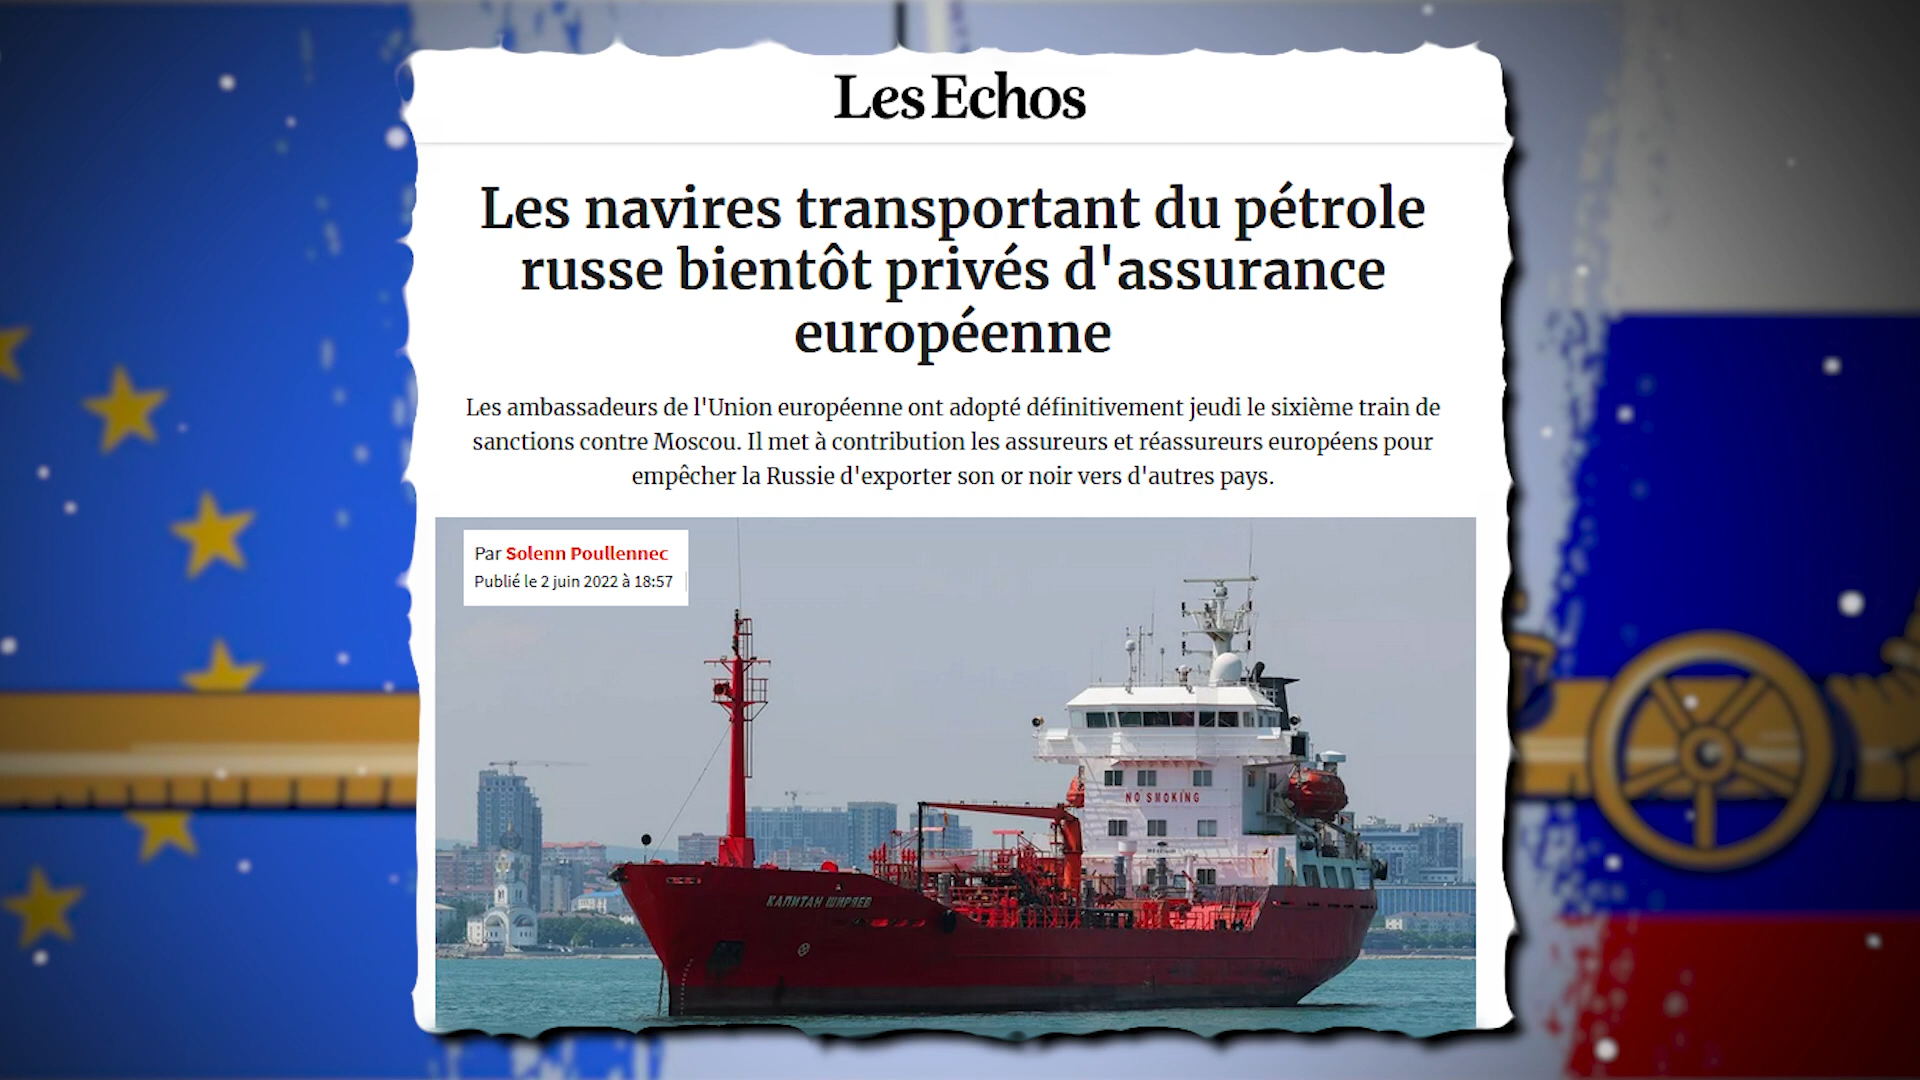 Les Echos
Les navires transportant du pétrole
russe bientôt privés d'assurance
européenne
Les ambassadeurs de l'Union européenne ont adopté définitivement jeudi le sixième train de
sanctions contre Moscou. Il met à contribution les assureurs et réassureurs européens pour
empêcher la Russie d'exporter son or noir vers d'autres pays.
Par Solenn Poullennec
Publié le 2 juin 2022 à 18:57
NO SMOKING
КАПИТАН ШИРЯЕВ